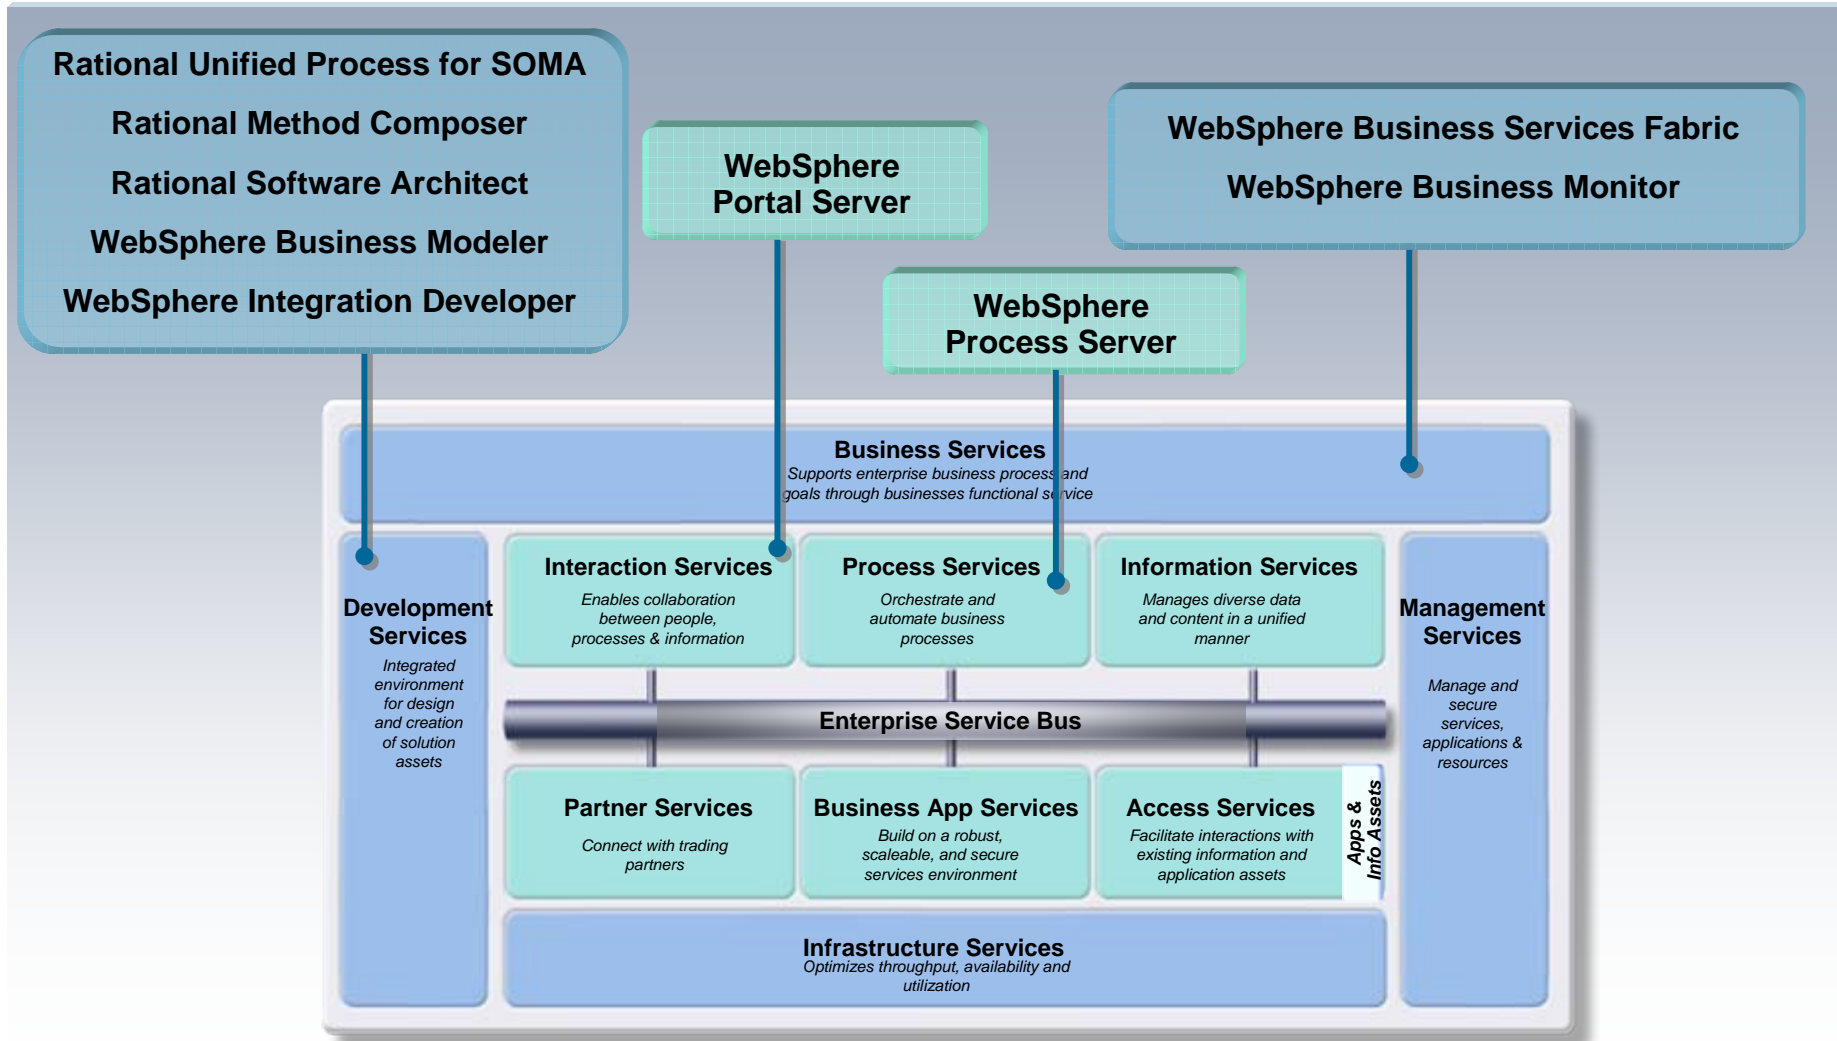 Rational Unified Process for SOMA
Rational Method Composer
Rational Software Architect
WebSphere Business Modeler
WebSphere Integration Developer
WebSphere
Portal Server
WebSphere
Process Server
WebSphere Business Services Fabric
WebSphere Business Monitor
Business Services
Supports enterprise business process and
goals through businesses functional service
Development
Services
Integrated
environment
for design
and creation
of solution
assets
Interaction Services
Enables collaboration
between people,
processes & information
Process Services
Orchestrate and
automate business
processes
Information Services
Manages diverse data
and content in a unified
manner
Management
Services
Manage and
secure
services,
applications &
resources
Enterprise Service Bus
Partner Services
Connect with trading
partners
Business App Services
Build on a robust,
scaleable, and secure
services environment
Access Services
Facilitate interactions with
existing information and
application assets
Apps &
Info Assets
Infrastructure Services
Optimizes throughput, availability and
utilization